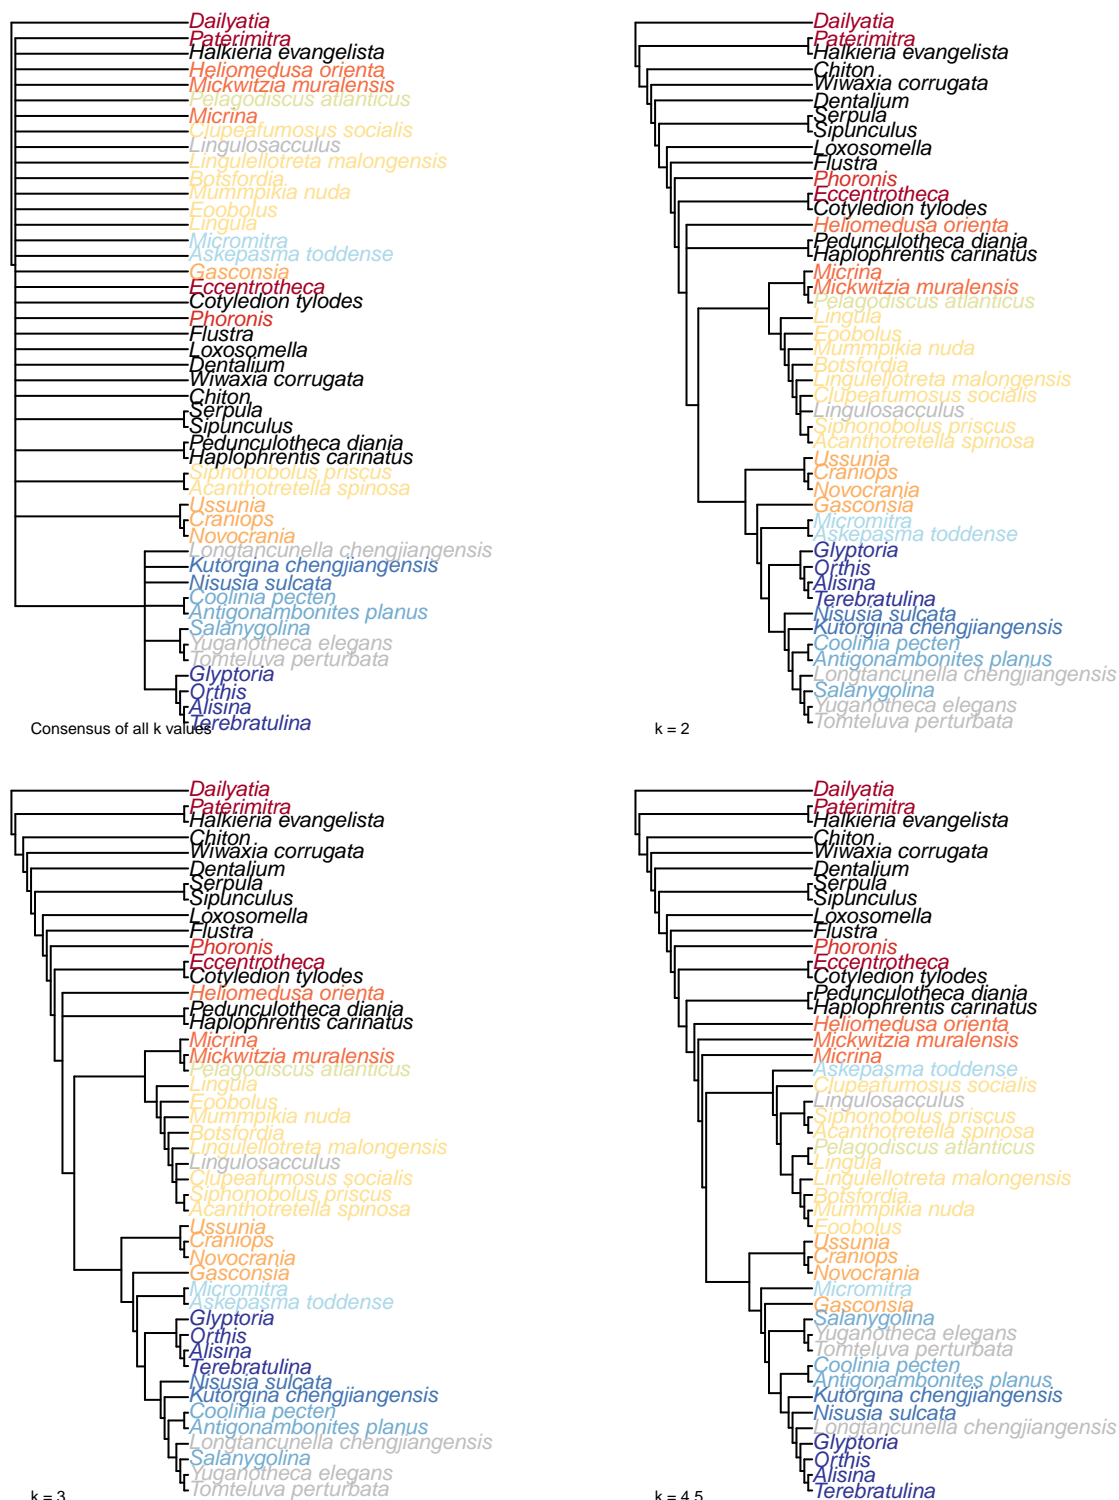 Dailyatia
Paterimitra
Halkieria evangelista
Heliomedusa orienta
Mickwitzia muralensis
Pelagodiscus atlanticus
Micrina
Clupeafumosus socialis
Lingulosacculus
Lingulellotreta malongensis
Botsfordia
Mummpikia nuda
Eoobolus
Lingula
Micromitra
Askepasma toddense
Gasconsia
Eccentrotheca
Cotyledion tylodes
Phoronis
Flustra
Loxosomella
Dentalium
Wiwaxia corrugata
Chiton
Serpula
Sipunculus
Pedunculotheca diania
Haplophrentis carinatus
Siphonobolus priscus
Acanthotretella spinosa
Ussunia
Craniops
Novocrania
Longtancunella chengjiangensis
Kutorgina chengjiangensis
Nisusia sulcata
Coolinia pecten
Antigonambonites planus
Salanygolina
Yuganotheca elegans
Tomteluva perturbata
Glyptoria
Orthis
Alisina
Terebratulina
Consensus of all k values
Dailyatia
Paterimitra
Halkieria evangelista
Chiton
Wiwaxia corrugata
Dentalium
Serpula
Sipunculus
Loxosomella
Flustra
Phoronis
Eccentrotheca
Cotyledion tylodes
Heliomedusa orienta
Pedunculotheca diania
Haplophrentis carinatus
Micrina
Mickwitzia muralensis
Pelagodiscus atlanticus
Lingula
Eoobolus
Mummpikia nuda
Botsfordia
Lingulellotreta malongensis
Clupeafumosus socialis
Lingulosacculus
Siphonobolus priscus
Acanthotretella spinosa
Ussunia
Craniops
Novocrania
Gasconsia
Micromitra
Askepasma toddense
Glyptoria
Orthis
Alisina
Terebratulina
Nisusia sulcata
Kutorgina chengjiangensis
Coolinia pecten
Antigonambonites planus
Longtancunella chengjiangensis
Salanygolina
Yuganotheca elegans
Tomteluva perturbata
k = 2
Dailyatia
Paterimitra
Halkieria evangelista
Chiton
Wiwaxia corrugata
Dentalium
Serpula
Sipunculus
Loxosomella
Flustra
Phoronis
Eccentrotheca
Cotyledion tylodes
Heliomedusa orienta
Pedunculotheca diania
Haplophrentis carinatus
Micrina
Mickwitzia muralensis
Pelagodiscus atlanticus
Lingula
Eoobolus
Mummpikia nuda
Botsfordia
Lingulellotreta malongensis
Lingulosacculus
Clupeafumosus socialis
Siphonobolus priscus
Acanthotretella spinosa
Ussunia
Craniops
Novocrania
Gasconsia
Micromitra
Askepasma toddense
Glyptoria
Orthis
Alisina
Terebratulina
Nisusia sulcata
Kutorgina chengjiangensis
Coolinia pecten
Antigonambonites planus
Longtancunella chengjiangensis
Salanygolina
Yuganotheca elegans
Tomteluva perturbata
k = 3
Dailyatia
Paterimitra
Halkieria evangelista
Chiton
Wiwaxia corrugata
Dentalium
Serpula
Sipunculus
Loxosomella
Flustra
Phoronis
Eccentrotheca
Cotyledion tylodes
Pedunculotheca diania
Haplophrentis carinatus
Heliomedusa orienta
Mickwitzia muralensis
Micrina
Askepasma toddense
Clupeafumosus socialis
Lingulosacculus
Siphonobolus priscus
Acanthotretella spinosa
Pelagodiscus atlanticus
Lingula
Lingulellotreta malongensis
Botsfordia
Mummpikia nuda
Eoobolus
Ussunia
Craniops
Novocrania
Micromitra
Gasconsia
Salanygolina
Yuganotheca elegans
Tomteluva perturbata
Coolinia pecten
Antigonambonites planus
Kutorgina chengjiangensis
Nisusia sulcata
Longtancunella chengjiangensis
Glyptoria
Orthis
Alisina
Terebratulina
k = 4.5